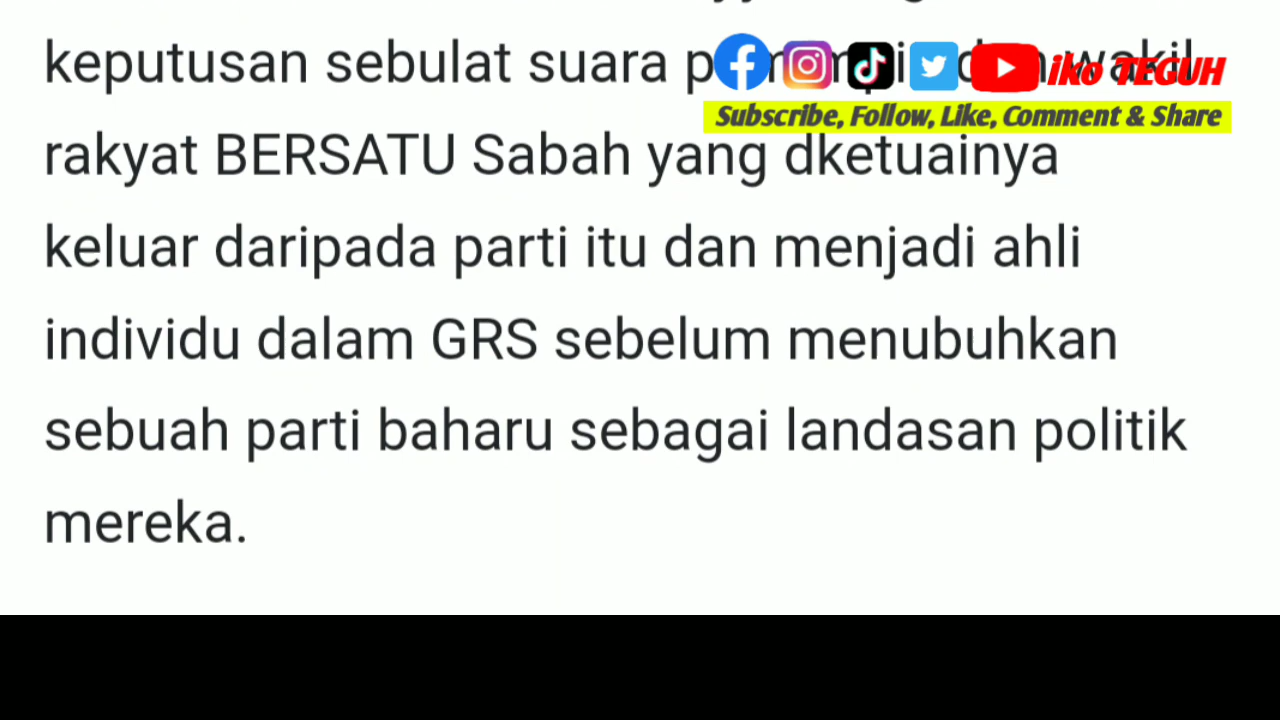 keputusan sebulat suara
iko TEGUH
Subscribe, Follow, Like, Comment & Share
rakyat BERSATU Sabah yang dketuainya
keluar daripada parti itu dan menjadi ahli
individu dalam GRS sebelum menubuhkan
sebuah parti baharu sebagai landasan politik
mereka.